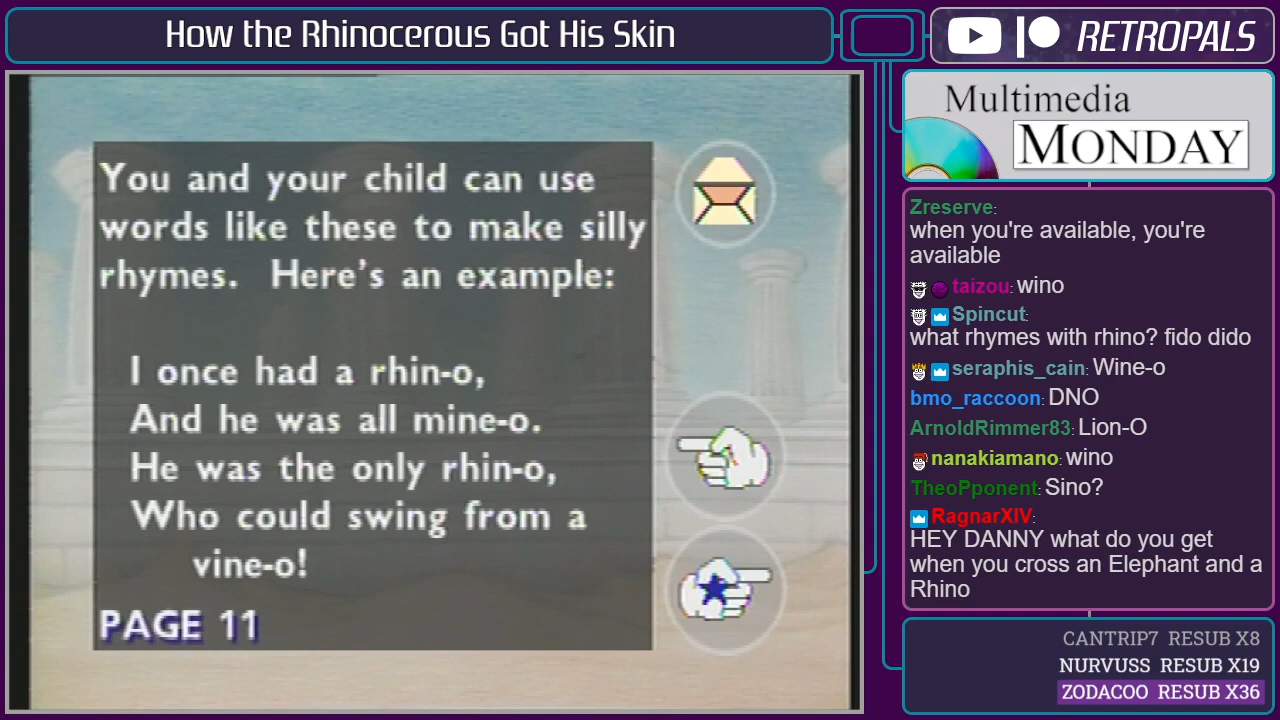 How the Rhinocerous Got His Skin
RETROPALS
You and your child can use
words like these to make silly
rhymes. Here's an example:
I once had a rhin-o,
And he was all mine-o.
He was the only rhin-o,
Who could swing from a
vine-o!
PAGE 11
Multimedia
MONDAY
Zreserve:
when you're available, you're
available
taizou: wino
Spincut:
what rhymes with rhino? fido dido
seraphis_cain: Wine-o
bmo_raccoon: DNO
ArnoldRimmer83: Lion-O
nanakiamano: wino
TheoPponent: Sino?
RagnarXIV:
HEY DANNY what do you get
when you cross an Elephant and a
Rhino
CANTRIP7 RESUB X8
NURVUSS RESUB X19
ZODACOO RESUB X36